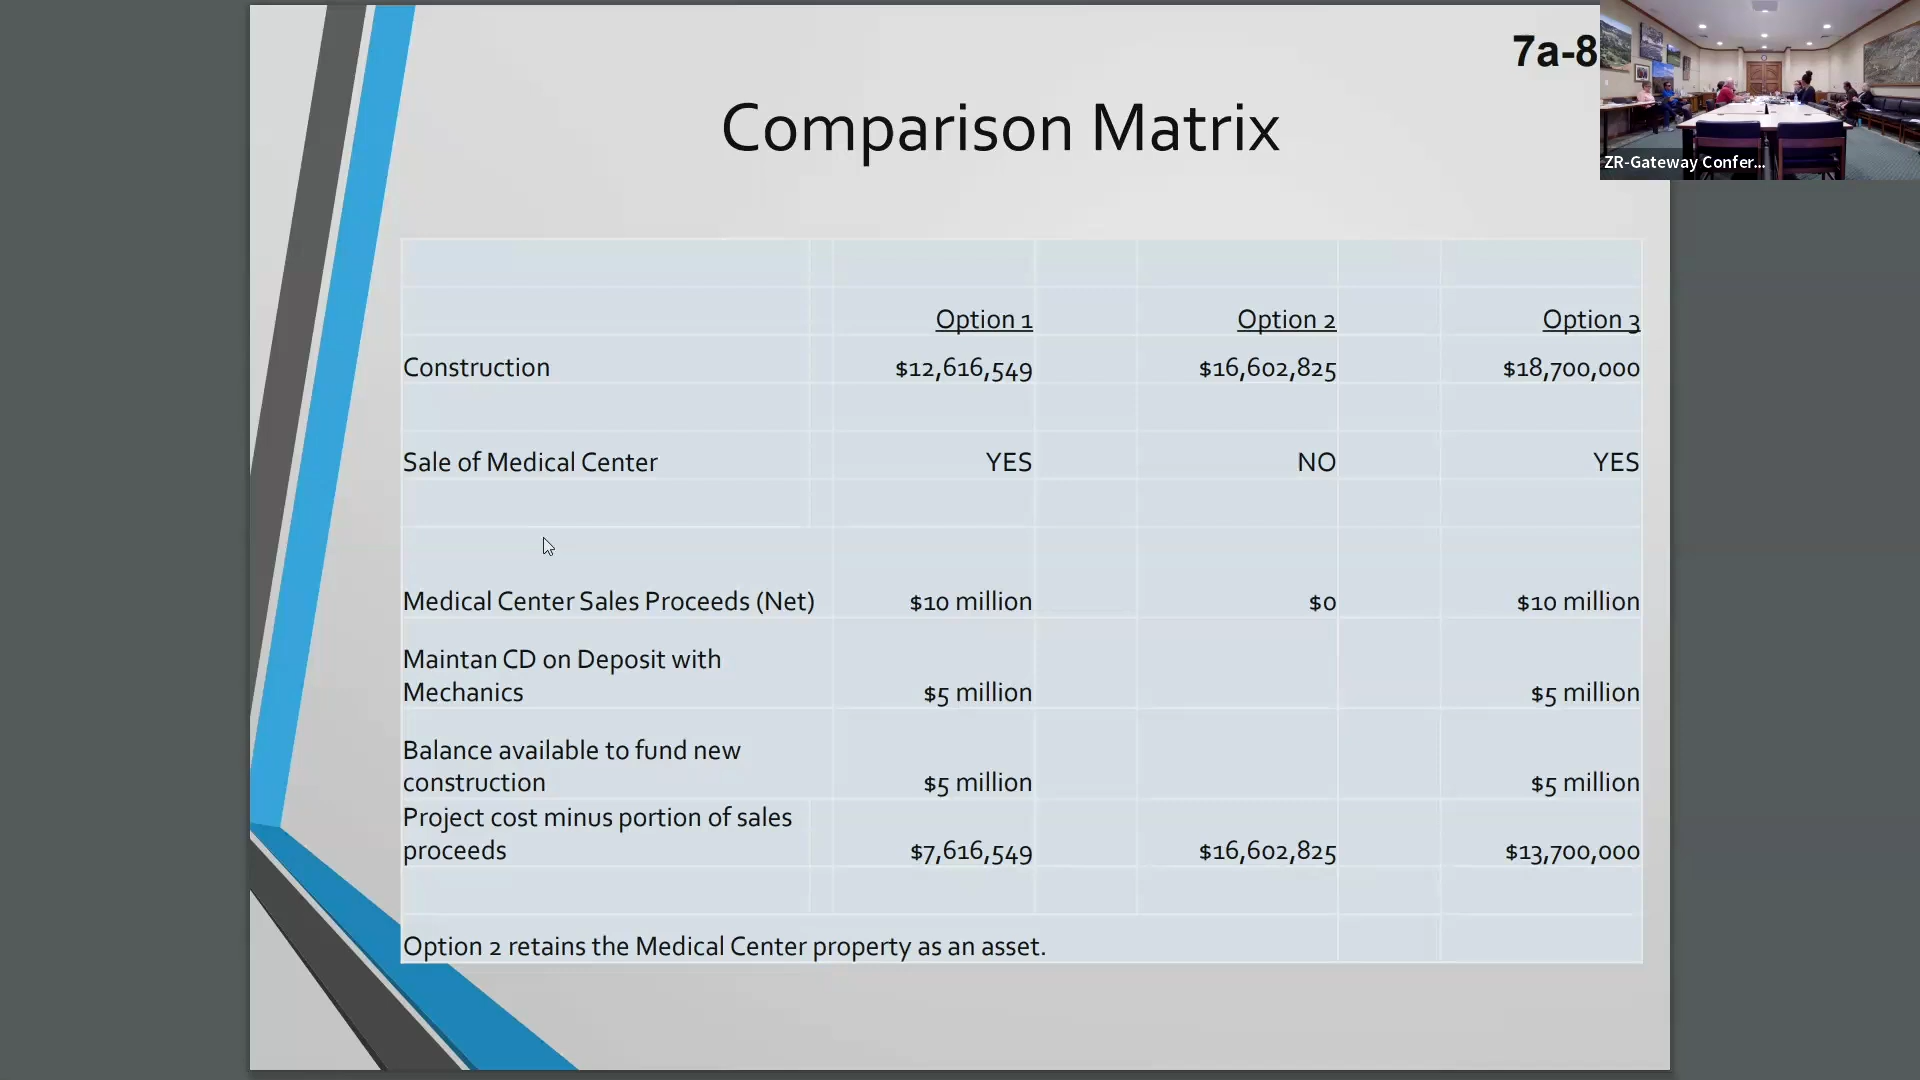 7a-8
ZR-Gateway Confer...
Comparison Matrix
Option 1 Option 2 Option 3
Construction $12,616,549 $16,602,825 $18,700,000
Sale of Medical Center YES NO YES
Medical Center Sales Proceeds (Net) $10 million $0 $10 million
Maintan CD on Deposit with
Mechanics $5 million $5 million
Balance available to fund new
construction $5 million $5 million
Project cost minus portion of sales
proceeds $7,616,549 $16,602,825 $13,700,000
Option 2 retains the Medical Center property as an asset.